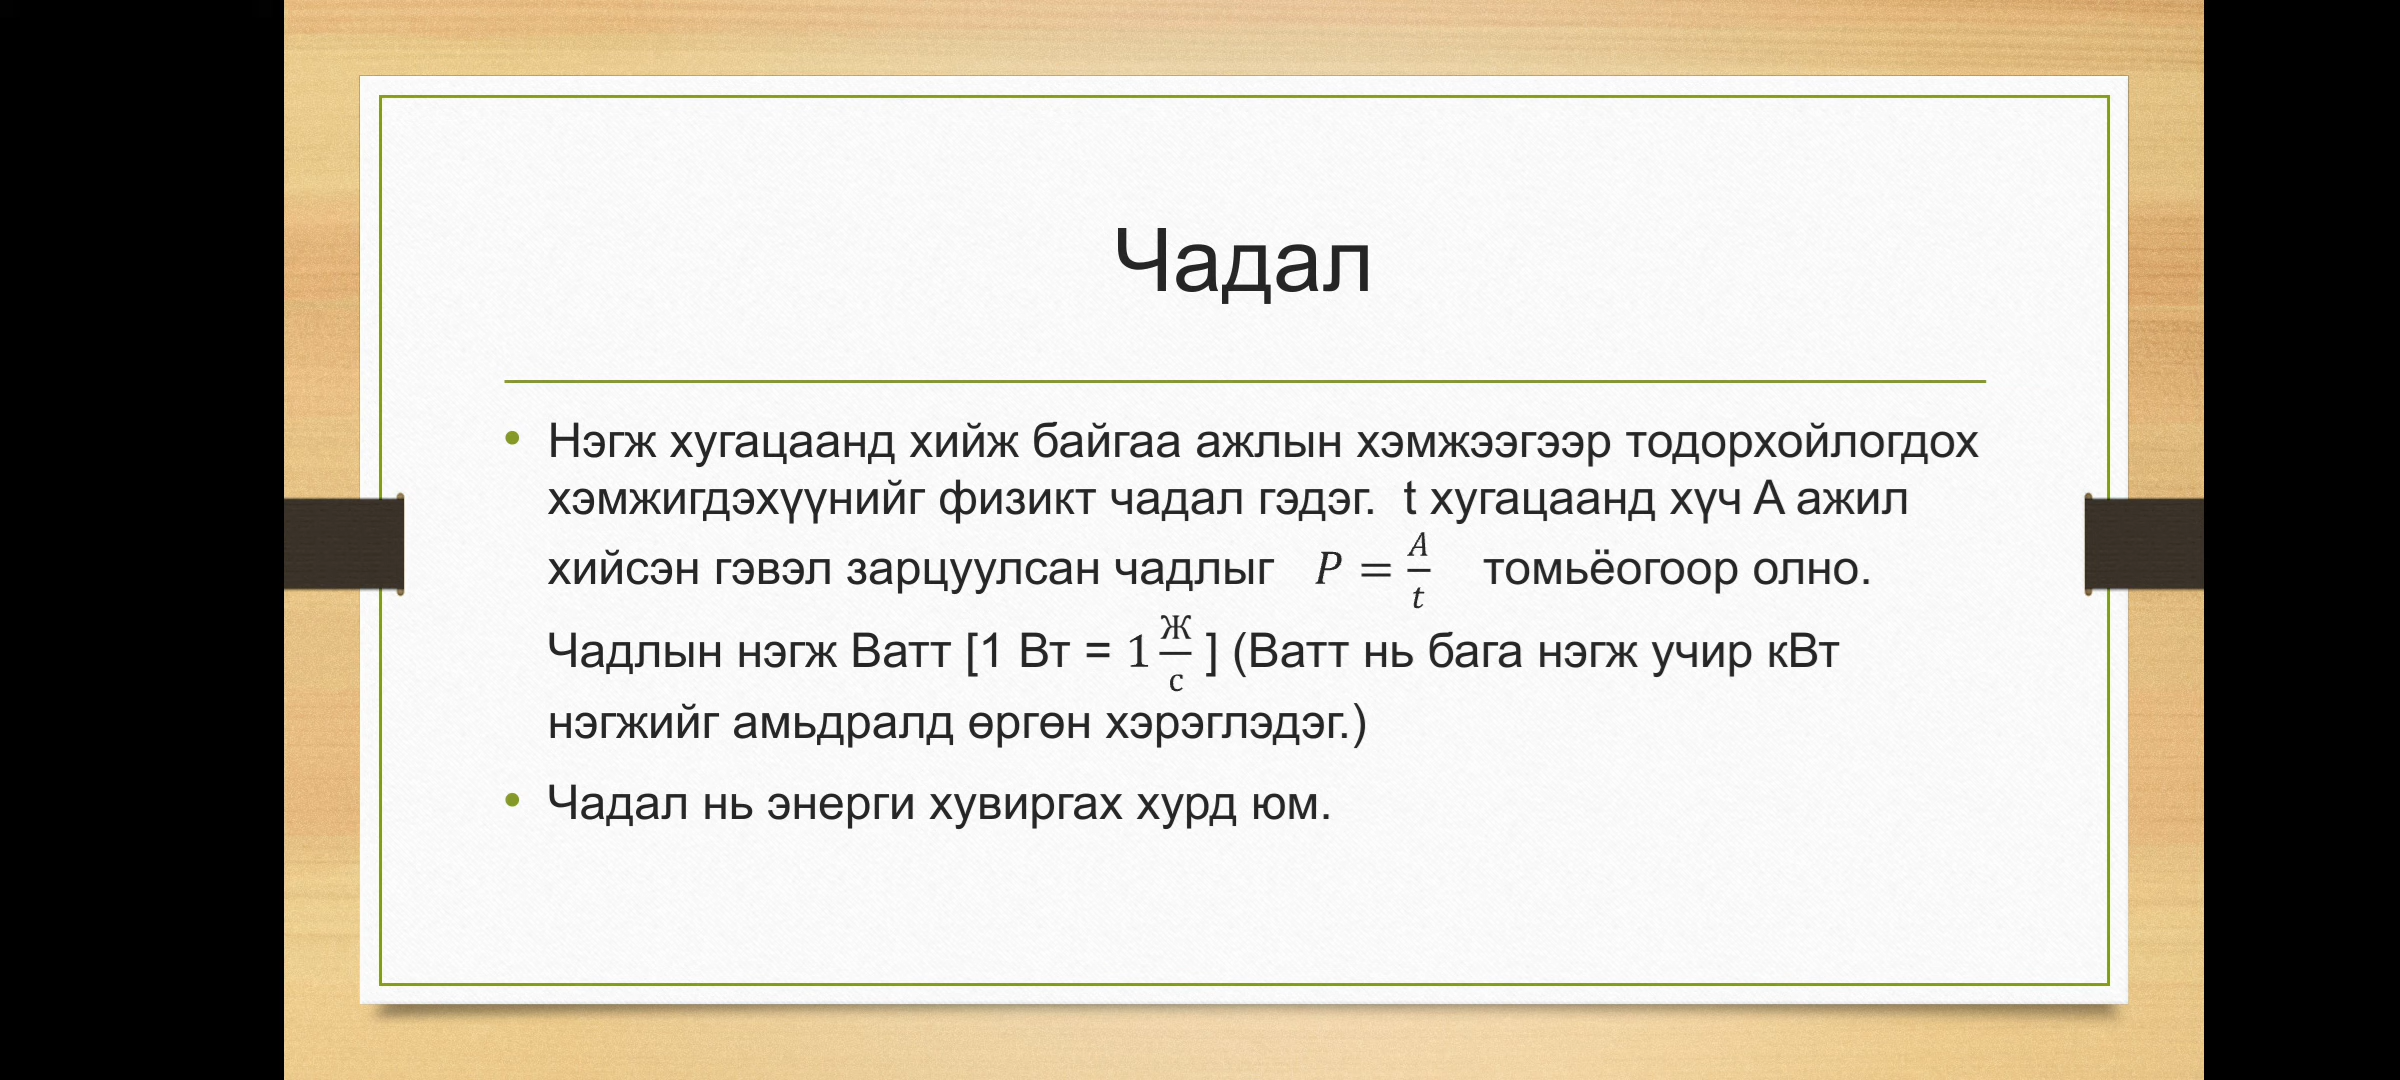 Чадал
• Нэгж хугацаанд хийж байгаа ажлын хэмжээгээр тодорхойлогдох
хэмжигдэхүүнийг физикт чадал гэдэг. t хугацаанд хүч A ажил
хийсэн гэвэл зарцуулсан чадлыг P = A/t томьёогоор олно.
Чадлын нэгж Ватт [1 Вт = 1 Ж/с ] (Ватт нь бага нэгж учир кВт
нэгжийг амьдралд өргөн хэрэглэдэг.)
• Чадал нь энерги хувиргах хурд юм.